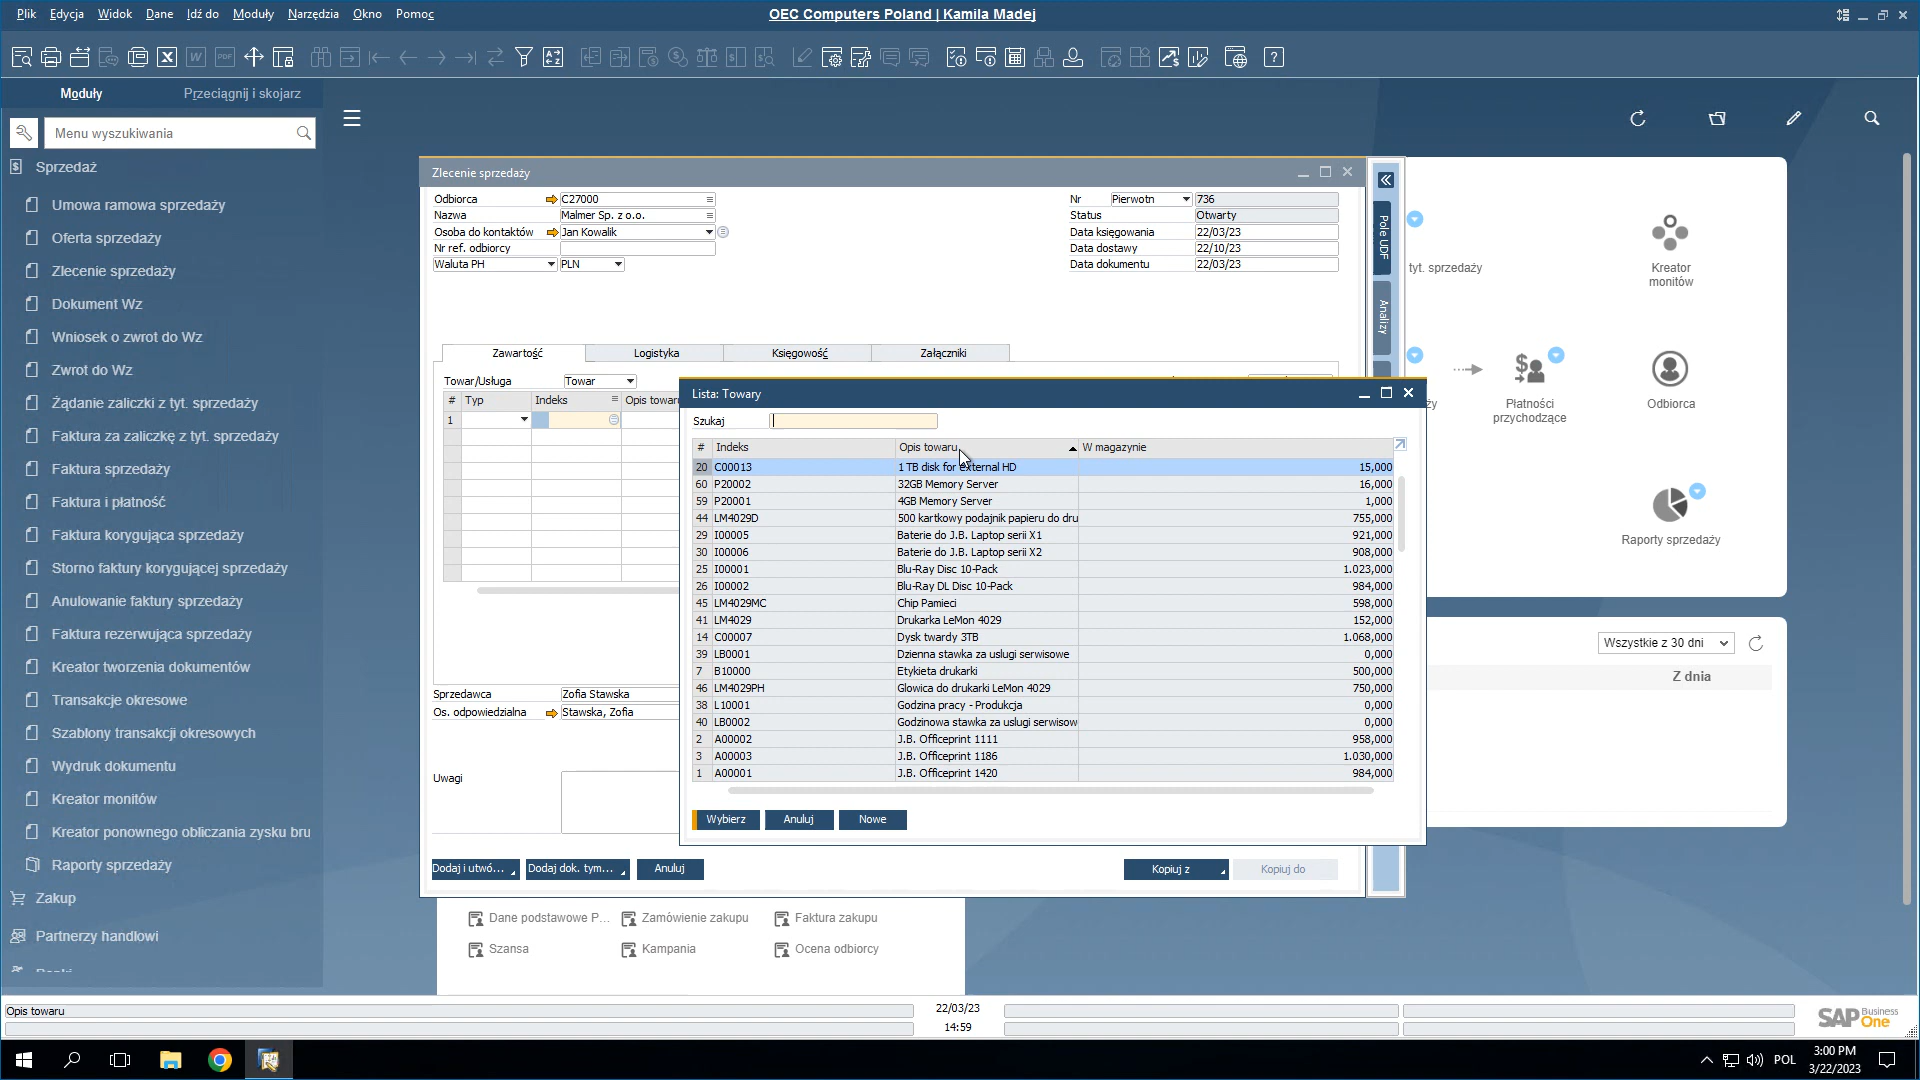 Plik Edycja Widok Dane Idź do Moduły Narzędzia Okno Pomoc
OEC Computers Poland | Kamila Madej
Moduły Przeciągnij i skojarz
Menu wyszukiwania
Sprzedaż
Umowa ramowa sprzedaży
Oferta sprzedaży
Zlecenie sprzedaży
Dokument Wz
Wniosek o zwrot do Wz
Zwrot do Wz
Żądanie zaliczki z tyt. sprzedaży
Faktura za zaliczkę z tyt. sprzedaży
Faktura sprzedaży
Faktura i płatność
Faktura korygująca sprzedaży
Storno faktury korygującej sprzedaży
Anulowanie faktury sprzedaży
Faktura rezerwująca sprzedaży
Kreator tworzenia dokumentów
Transakcje okresowe
Szablony transakcji okresowych
Wydruk dokumentu
Kreator monitów
Kreator ponownego obliczania zysku bru
Raporty sprzedaży
Zakup
Partnerzy handlowi
Zlecenie sprzedaży
Odbiorca C27000
Nazwa Malmer Sp. z o.o.
Osoba do kontaktów Jan Kowalik
Nr ref. odbiorcy
Waluta PH PLN
Nr Pierwotn 736
Status Otwarty
Data księgowania 22/03/23
Data dostawy 22/10/23
Data dokumentu 22/03/23
Pole UDF
Analizy
Zawartość Logistyka Księgowość Załączniki
Towar/Usługa Towar
# Typ Indeks Opis towaru
1
Lista: Towary
Szukaj
# Indeks Opis towaru W magazynie
20 C00013 1 TB disk for external HD 15,000
60 P20002 32GB Memory Server 16,000
59 P20001 4GB Memory Server 1,000
44 LM4029D 500 kartkowy podajnik papieru do dru 755,000
29 I00005 Baterie do J.B. Laptop serii X1 921,000
30 I00006 Baterie do J.B. Laptop serii X2 908,000
25 I00001 Blu-Ray Disc 10-Pack 1.023,000
26 I00002 Blu-Ray DL Disc 10-Pack 984,000
45 LM4029MC Chip Pamieci 598,000
41 LM4029 Drukarka LeMon 4029 152,000
14 C00007 Dysk twardy 3TB 1.068,000
39 LB0001 Dzienna stawka za uslugi serwisowe 0,000
7 B10000 Etykieta drukarki 500,000
46 LM4029PH Glowica do drukarki LeMon 4029 750,000
38 L10001 Godzina pracy - Produkcja 0,000
40 LB0002 Godzinowa stawka za uslugi serwisow 0,000
2 A00002 J.B. Officeprint 1111 958,000
3 A00003 J.B. Officeprint 1186 1.030,000
1 A00001 J.B. Officeprint 1420 984,000
Wybierz Anuluj Nowe
Sprzedawca Zofia Stawska
Os. odpowiedzialna Stawska, Zofia
Uwagi
Dodaj i utwó... Dodaj dok. tym... Anuluj Kopiuj z Kopiuj do
tyt. sprzedaży
Kreator monitów
Płatności przychodzące
Odbiorca
Raporty sprzedaży
Wszystkie z 30 dni
Z dnia
Dane podstawowe P... Zamówienie zakupu Faktura zakupu
Szansa Kampania Ocena odbiorcy
Opis towaru
22/03/23
14:59
SAP Business One
POL
3:00 PM
3/22/2023